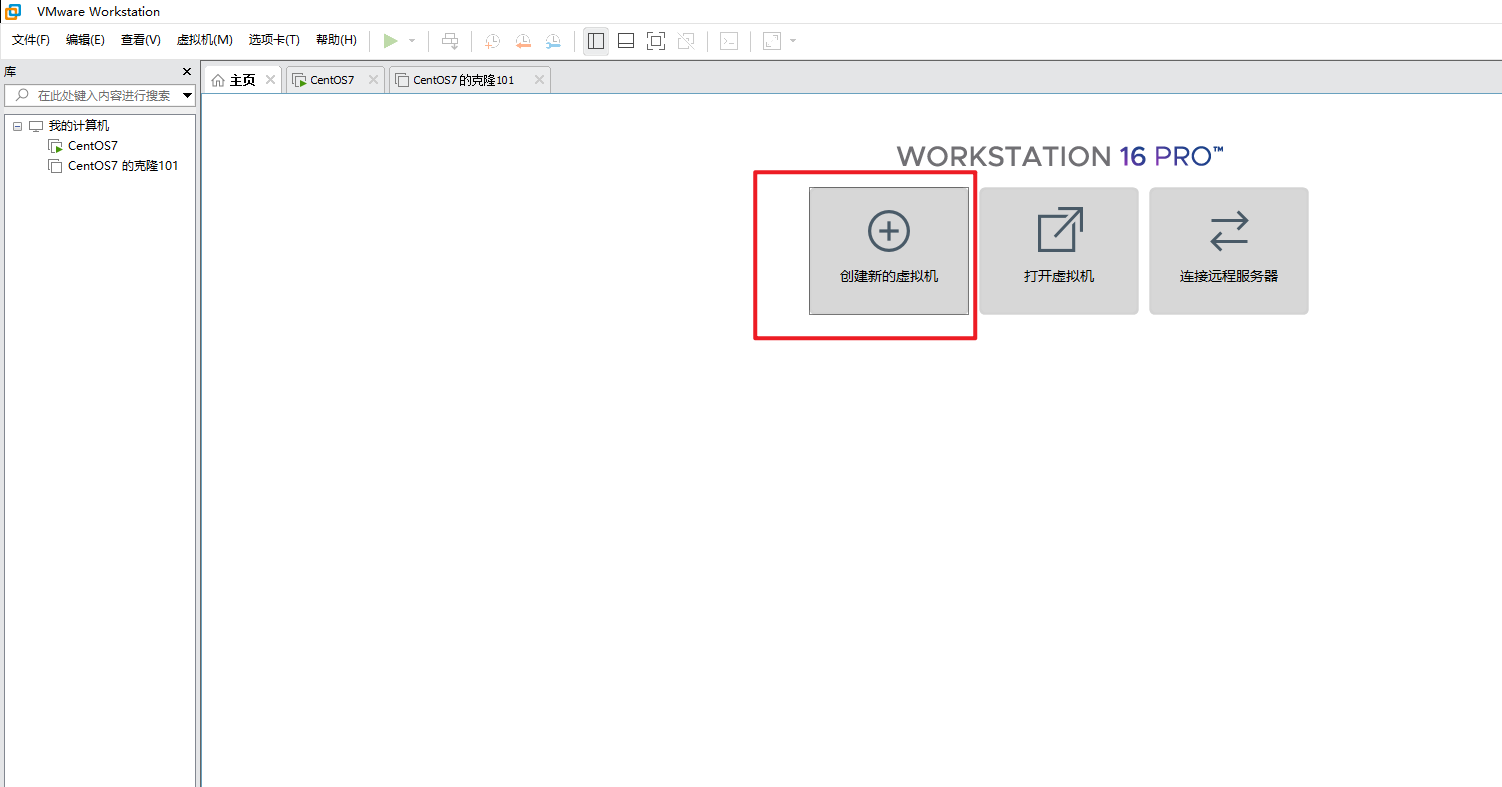 VMware Workstation
文件(F) 编辑(E) 查看(V) 虚拟机(M) 选项卡(T) 帮助(H)
库
在此处键入内容进行搜索
我的计算机
CentOS7
CentOS7 的克隆101
主页 CentOS7 CentOS7 的克隆101
WORKSTATION 16 PRO™
创建新的虚拟机 打开虚拟机 连接远程服务器